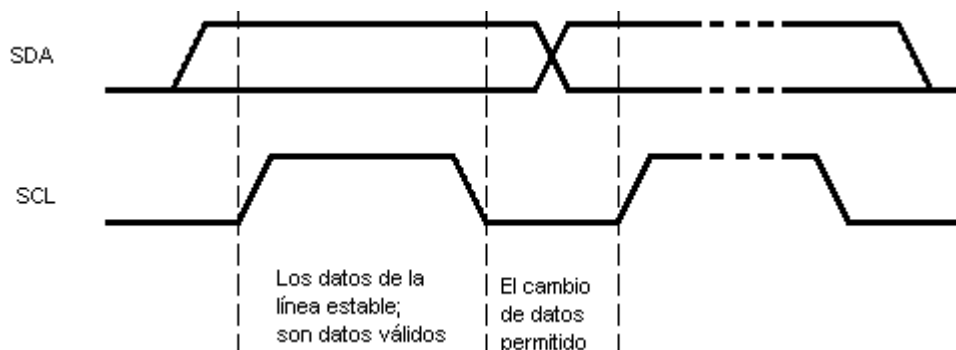 SDA
SCL
Los datos de la
línea estable;
son datos válidos
El cambio
de datos
permitido